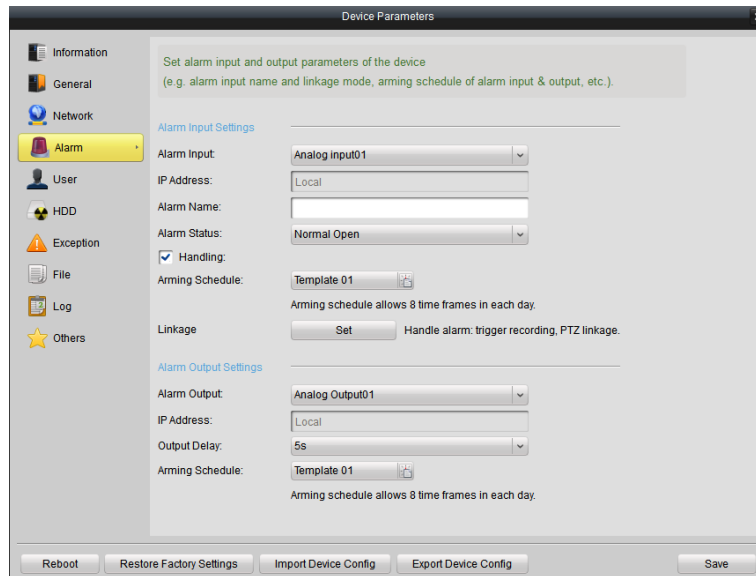 Device Parameters
Information
General
Network
Alarm
User
HDD
Exception
File
Log
Others
Set alarm input and output parameters of the device
(e.g. alarm input name and linkage mode, arming schedule of alarm input & output, etc.).
Alarm Input Settings
Alarm Input: Analog input01
IP Address: Local
Alarm Name:
Alarm Status: Normal Open
Handling:
Arming Schedule: Template 01
Arming schedule allows 8 time frames in each day.
Linkage Set Handle alarm: trigger recording, PTZ linkage.
Alarm Output Settings
Alarm Output: Analog Output01
IP Address: Local
Output Delay: 5s
Arming Schedule: Template 01
Arming schedule allows 8 time frames in each day.
Reboot Restore Factory Settings Import Device Config Export Device Config Save